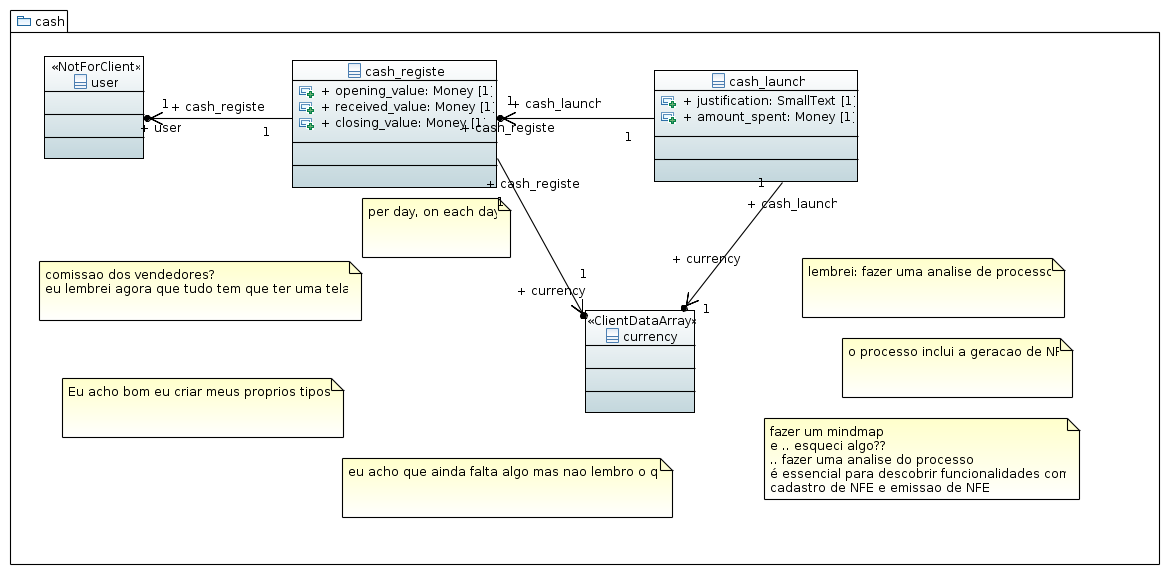 cash
«NotForClient»
user
cash_registe
+ opening_value: Money [1]
+ received_value: Money [1]
+ closing_value: Money [1]
cash_launch
+ justification: SmallText [1]
+ amount_spent: Money [1]
1
+ cash_registe
+ user
1
1
+ cash_launch
+ cash_registe
1
+ cash_registe
1
1
+ cash_launch
per day, on each day
+ currency
1
+ currency
1
«ClientDataArray»
currency
comissao dos vendedores?
eu lembrei agora que tudo tem que ter uma tela
lembrei: fazer uma analise de processo
o processo inclui a geracao de NF
Eu acho bom eu criar meus proprios tipos
fazer um mindmap
e .. esqueci algo??
.. fazer uma analise do processo
é essencial para descobrir funcionalidades com
cadastro de NFE e emissao de NFE
eu acho que ainda falta algo mas nao lembro o q